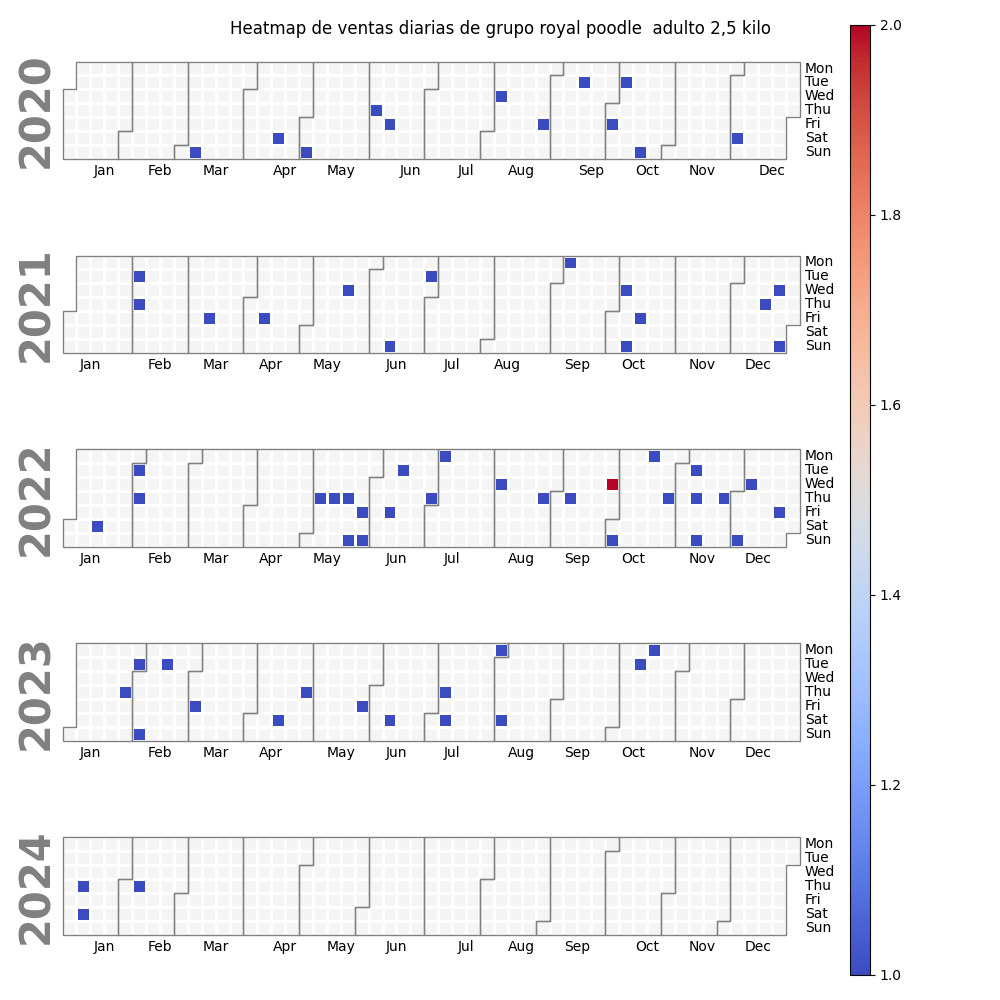 Heatmap de ventas diarias de grupo royal poodle  adulto 2,5 kilo
2020
Mon
Tue
Wed
Thu
Fri
Sat
Sun
Jan Feb Mar Apr May Jun Jul Aug Sep Oct Nov Dec
2021
Mon
Tue
Wed
Thu
Fri
Sat
Sun
Jan Feb Mar Apr May Jun Jul Aug Sep Oct Nov Dec
2022
Mon
Tue
Wed
Thu
Fri
Sat
Sun
Jan Feb Mar Apr May Jun Jul Aug Sep Oct Nov Dec
2023
Mon
Tue
Wed
Thu
Fri
Sat
Sun
Jan Feb Mar Apr May Jun Jul Aug Sep Oct Nov Dec
2024
Mon
Tue
Wed
Thu
Fri
Sat
Sun
Jan Feb Mar Apr May Jun Jul Aug Sep Oct Nov Dec
2.0
1.8
1.6
1.4
1.2
1.0